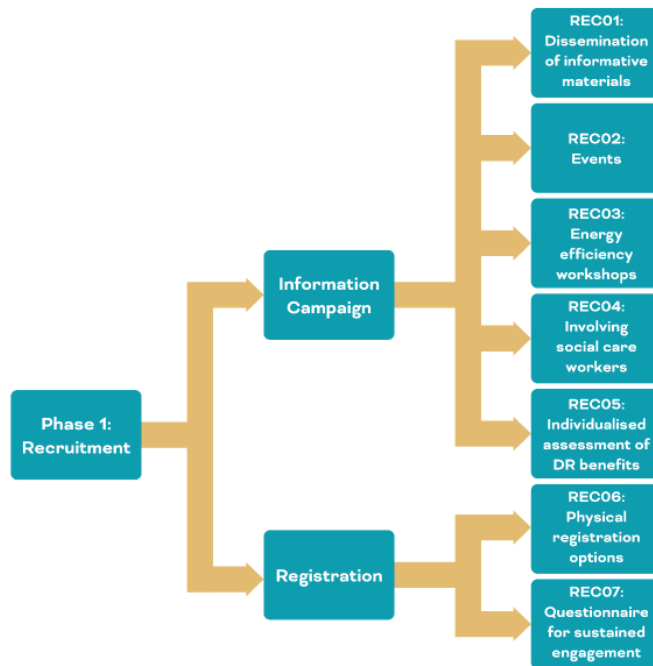 REC01:
Dissemination
of informative
materials
REC02:
Events
REC03:
Energy
efficiency
workshops
Information
Campaign
REC04:
Involving
social care
workers
Phase 1:
Recruitment
REC05:
Individualised
assessment of
DR benefits
REC06:
Physical
registration
options
Registration
REC07:
Questionnaire
for sustained
engagement